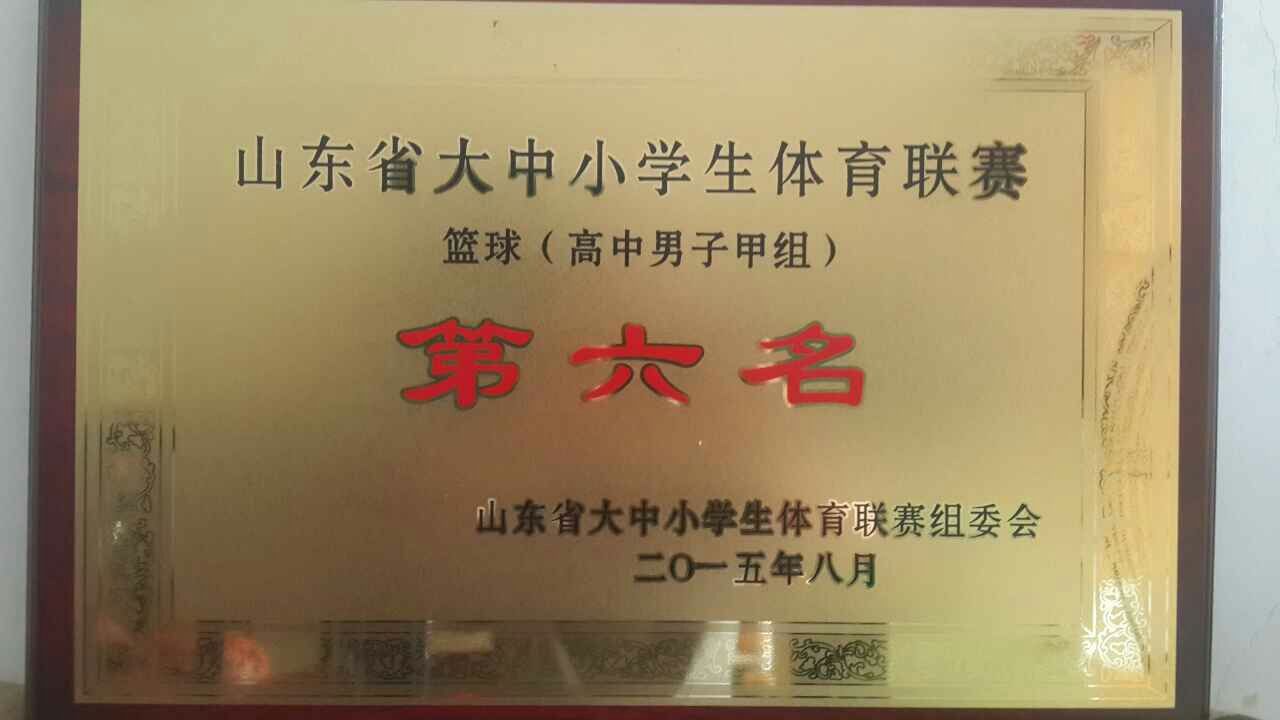 山东省大中小学生体育联赛
篮球（高中男子甲组）
第六名
山东省大中小学生体育联赛组委会
二〇一五年八月